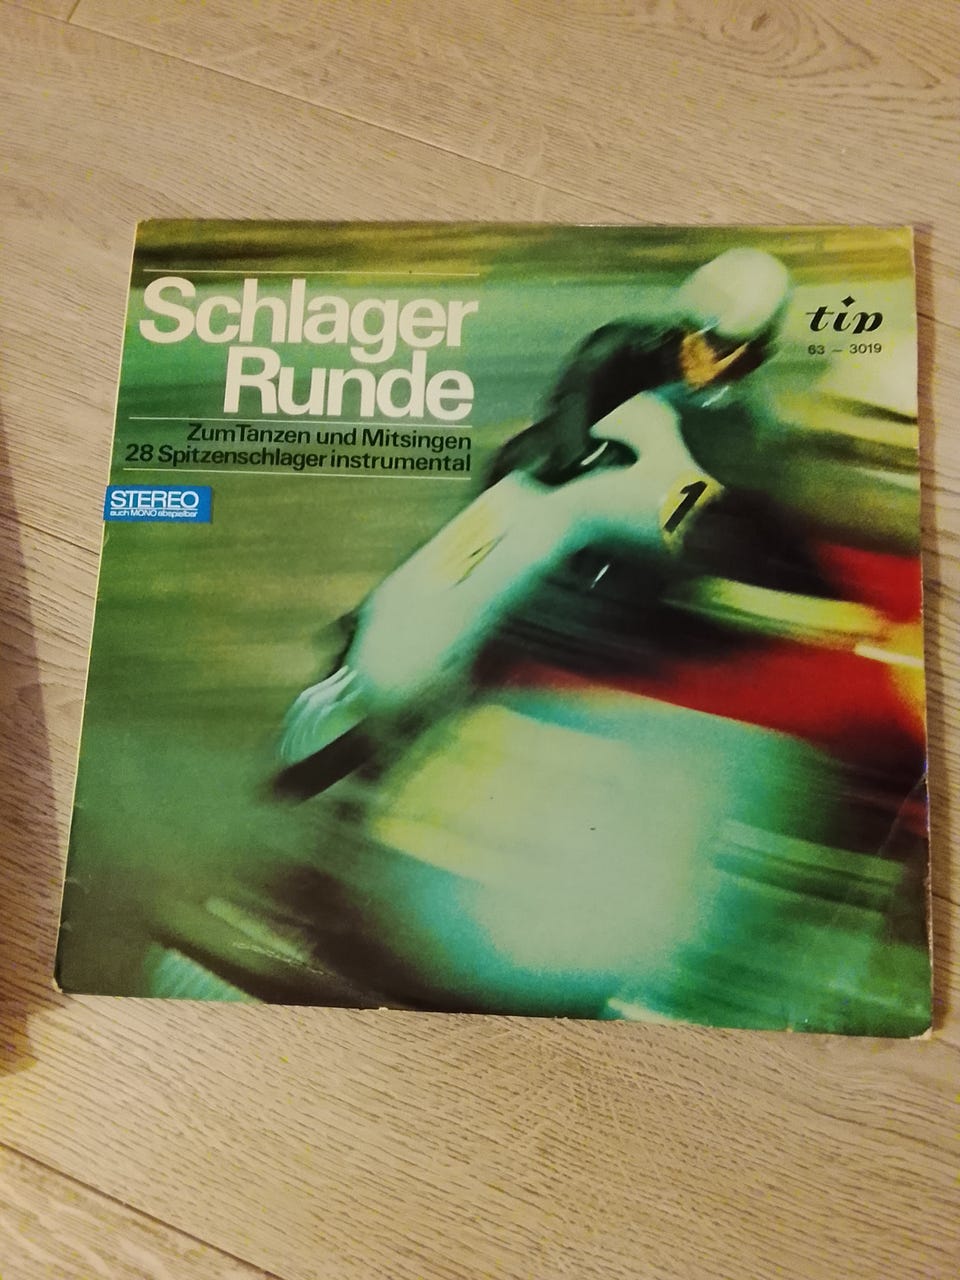 Schlager
Runde
Zum Tanzen und Mitsingen
28 Spitzenschlager instrumental
STEREO
auch MONO abspielbar
tip
63 – 3019
1